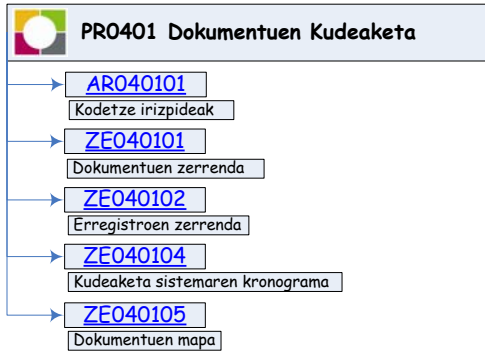 PR0401 Dokumentuen Kudeaketa
AR040101
Kodetze irizpideak
ZE040101
Dokumentuen zerrenda
ZE040102
Erregistroen zerrenda
ZE040104
Kudeaketa sistemaren kronograma
ZE040105
Dokumentuen mapa